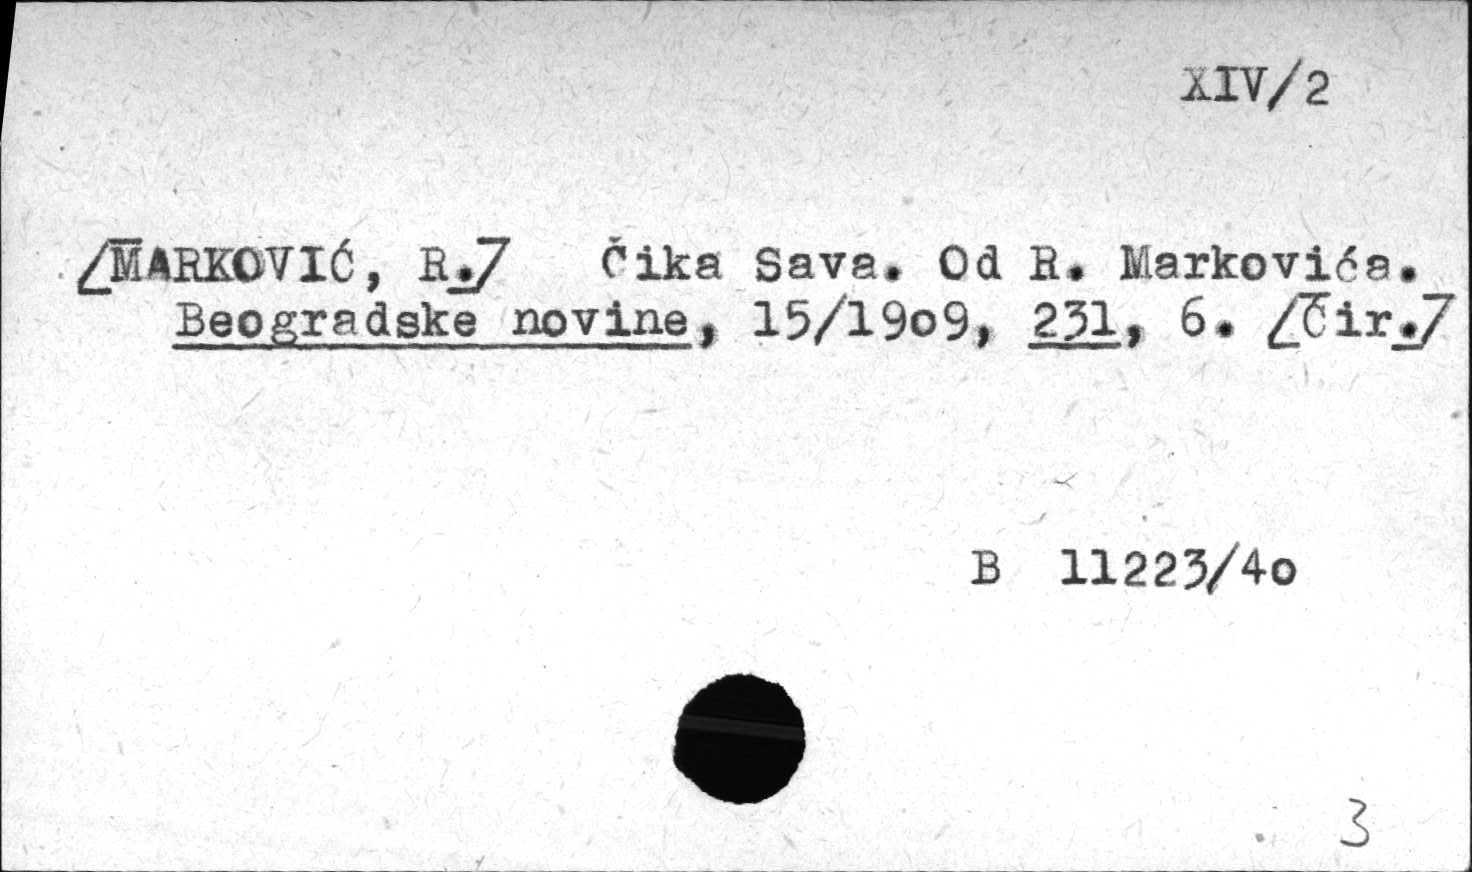 XIV/2
[MARKOVIĆ, R.] Čika Sava. Od R. Markovića.
Beogradske novine, 15/19o9, 231, 6. [Ćir.]
B 11223/4o
3